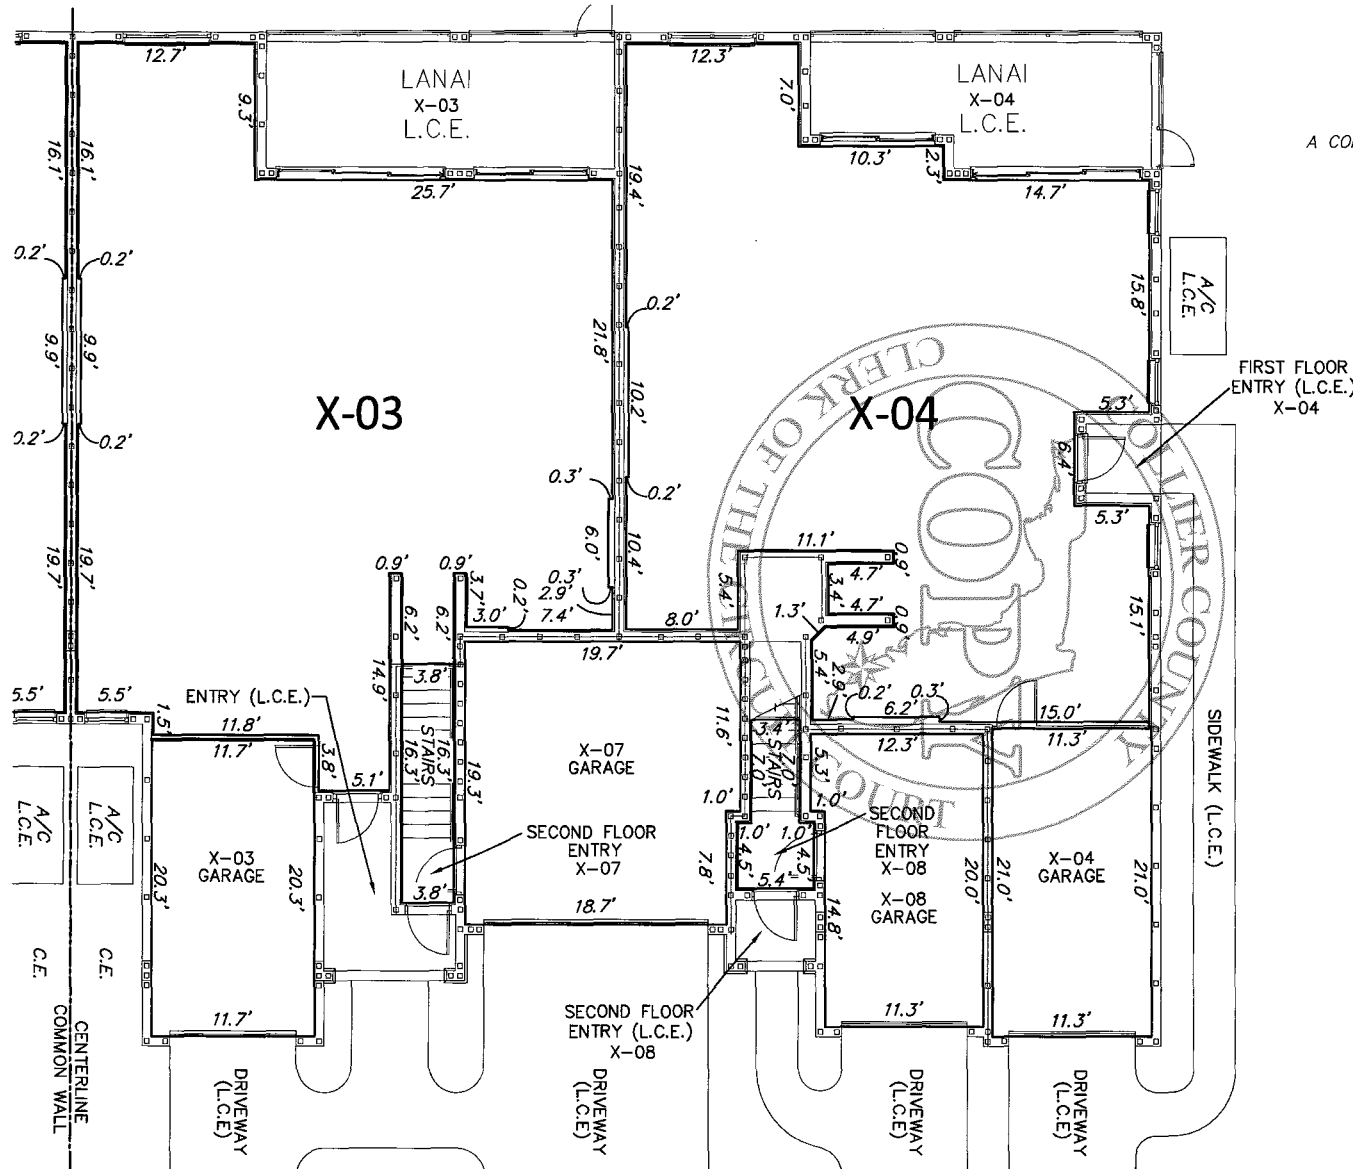 12.7'
12.3'
LANAI
X-03
L.C.E.
LANAI
X-04
L.C.E.
9.3'
7.0'
10.3'
2.3'
A COI
16.1'
16.1'
25.7'
19.4'
14.7'
0.2'
0.2'
A/C
L.C.E.
15.8'
0.2'
21.8'
9.9'
9.9'
10.2'
X-03
X-04
FIRST FLOOR
ENTRY (L.C.E.)
X-04
5.3'
6.4'
0.2'
0.2'
0.3'
0.2'
5.3'
CLERK OF THE CIRCUIT COURT
COLLIER COUNTY
COPY
19.7'
19.7'
6.0'
10.4'
11.1'
0.9'
0.9'
0.9'
3.7'
0.2'
0.3'
2.9'
7.4'
5.4'
4.7'
3.4'
4.7'
0.9'
6.2'
6.2'
3.0'
8.0'
1.3'
4.9'
15.1'
19.7'
14.9'
3.8'
5.4'
2.9'
0.2'
0.3'
6.2'
5.5'
5.5'
ENTRY (L.C.E.)
1.5'
11.8'
11.7'
3.8'
5.1'
STAIRS
16.3'
16.3'
19.3'
X-07
GARAGE
11.6'
3.4'
STAIRS
7.0'
7.0'
12.3'
5.3'
15.0'
11.3'
SIDEWALK (L.C.E.)
A/C
L.C.E.
A/C
L.C.E.
1.0'
1.0'
1.0'
1.0'
SECOND FLOOR
ENTRY
X-07
SECOND
FLOOR
ENTRY
X-08
X-03
GARAGE
20.3'
20.3'
7.8'
4.5'
4.5'
5.4'
20.0'
21.0'
X-04
GARAGE
21.0'
3.8'
18.7'
14.8'
X-08
GARAGE
C.E.
C.E.
11.7'
SECOND FLOOR
ENTRY (L.C.E.)
X-08
11.3'
11.3'
CENTERLINE
COMMON WALL
DRIVEWAY
(L.C.E)
DRIVEWAY
(L.C.E)
DRIVEWAY
(L.C.E)
DRIVEWAY
(L.C.E)